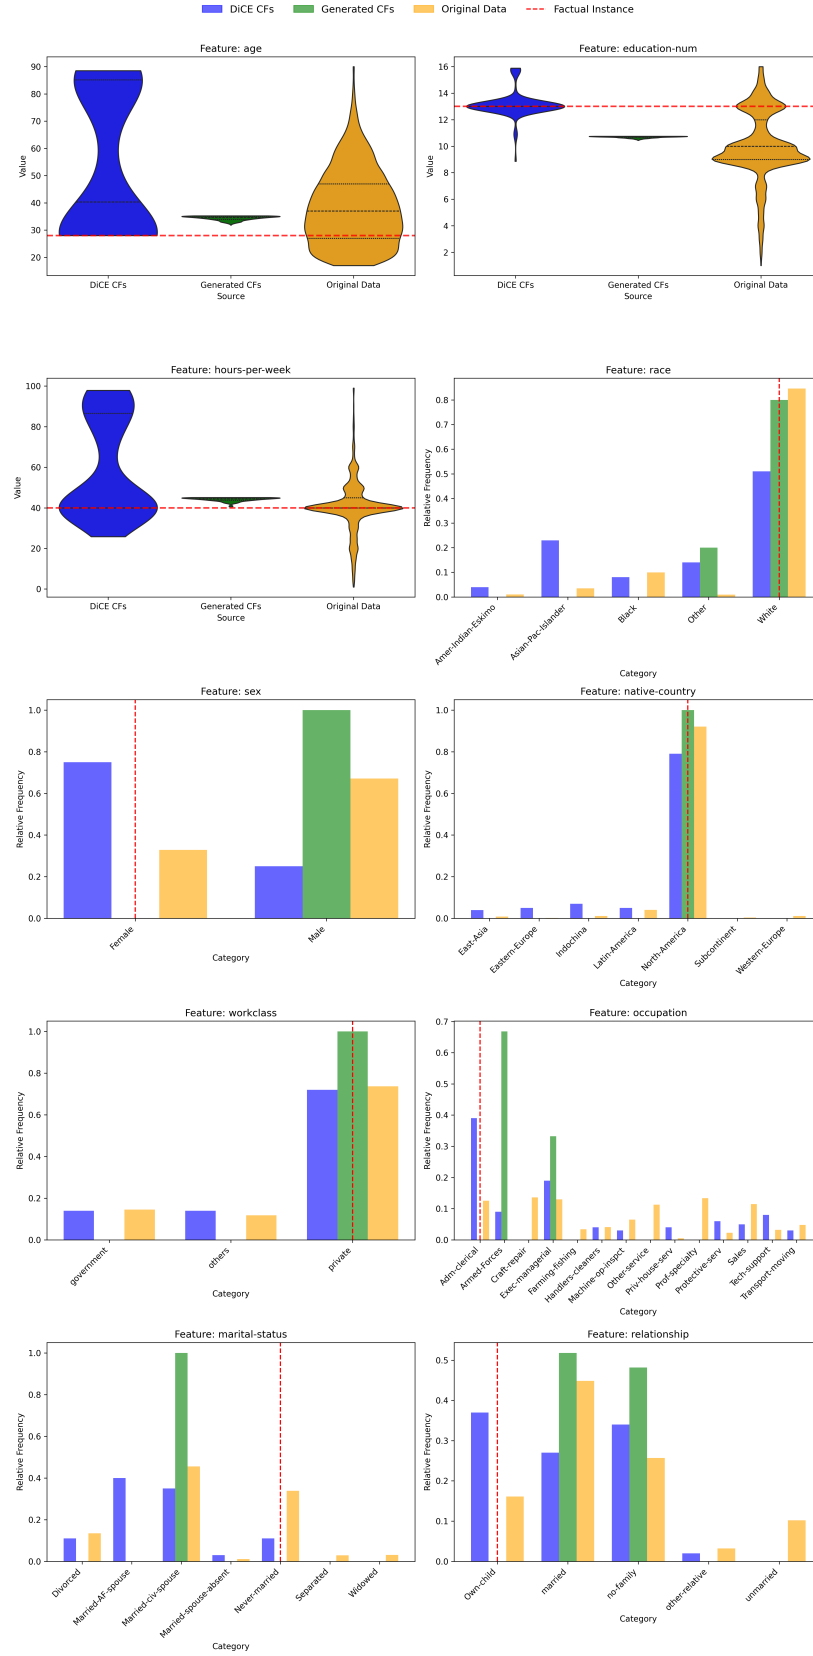 DiCE CFs Generated CFs Original Data Factual Instance
Feature: age
90
80
70
60
50
40
30
20
Value
DiCE CFs Generated CFs Original Data
Source
Feature: education-num
16
14
12
10
8
6
4
2
Value
DiCE CFs Generated CFs Original Data
Source
Feature: hours-per-week
100
80
60
40
20
0
Value
DiCE CFs Generated CFs Original Data
Source
Feature: race
0.8
0.7
0.6
0.5
0.4
0.3
0.2
0.1
0.0
Relative Frequency
Amer-Indian-Eskimo
Asian-Pac-Islander
Black
Other
White
Category
Feature: sex
1.0
0.8
0.6
0.4
0.2
0.0
Relative Frequency
Female
Male
Category
Feature: native-country
1.0
0.8
0.6
0.4
0.2
0.0
Relative Frequency
East-Asia
Eastern-Europe
Indochina
Latin-America
North-America
Subcontinent
Western-Europe
Category
Feature: workclass
1.0
0.8
0.6
0.4
0.2
0.0
Relative Frequency
government
others
private
Category
Feature: occupation
0.7
0.6
0.5
0.4
0.3
0.2
0.1
0.0
Relative Frequency
Adm-clerical
Armed-Forces
Craft-repair
Exec-managerial
Farming-fishing
Handlers-cleaners
Machine-op-inspct
Other-service
Priv-house-serv
Prof-specialty
Protective-serv
Sales
Tech-support
Transport-moving
Category
Feature: marital-status
1.0
0.8
0.6
0.4
0.2
0.0
Relative Frequency
Divorced
Married-AF-spouse
Married-civ-spouse
Married-spouse-absent
Never-married
Separated
Widowed
Category
Feature: relationship
0.5
0.4
0.3
0.2
0.1
0.0
Relative Frequency
Own-child
married
no-family
other-relative
unmarried
Category